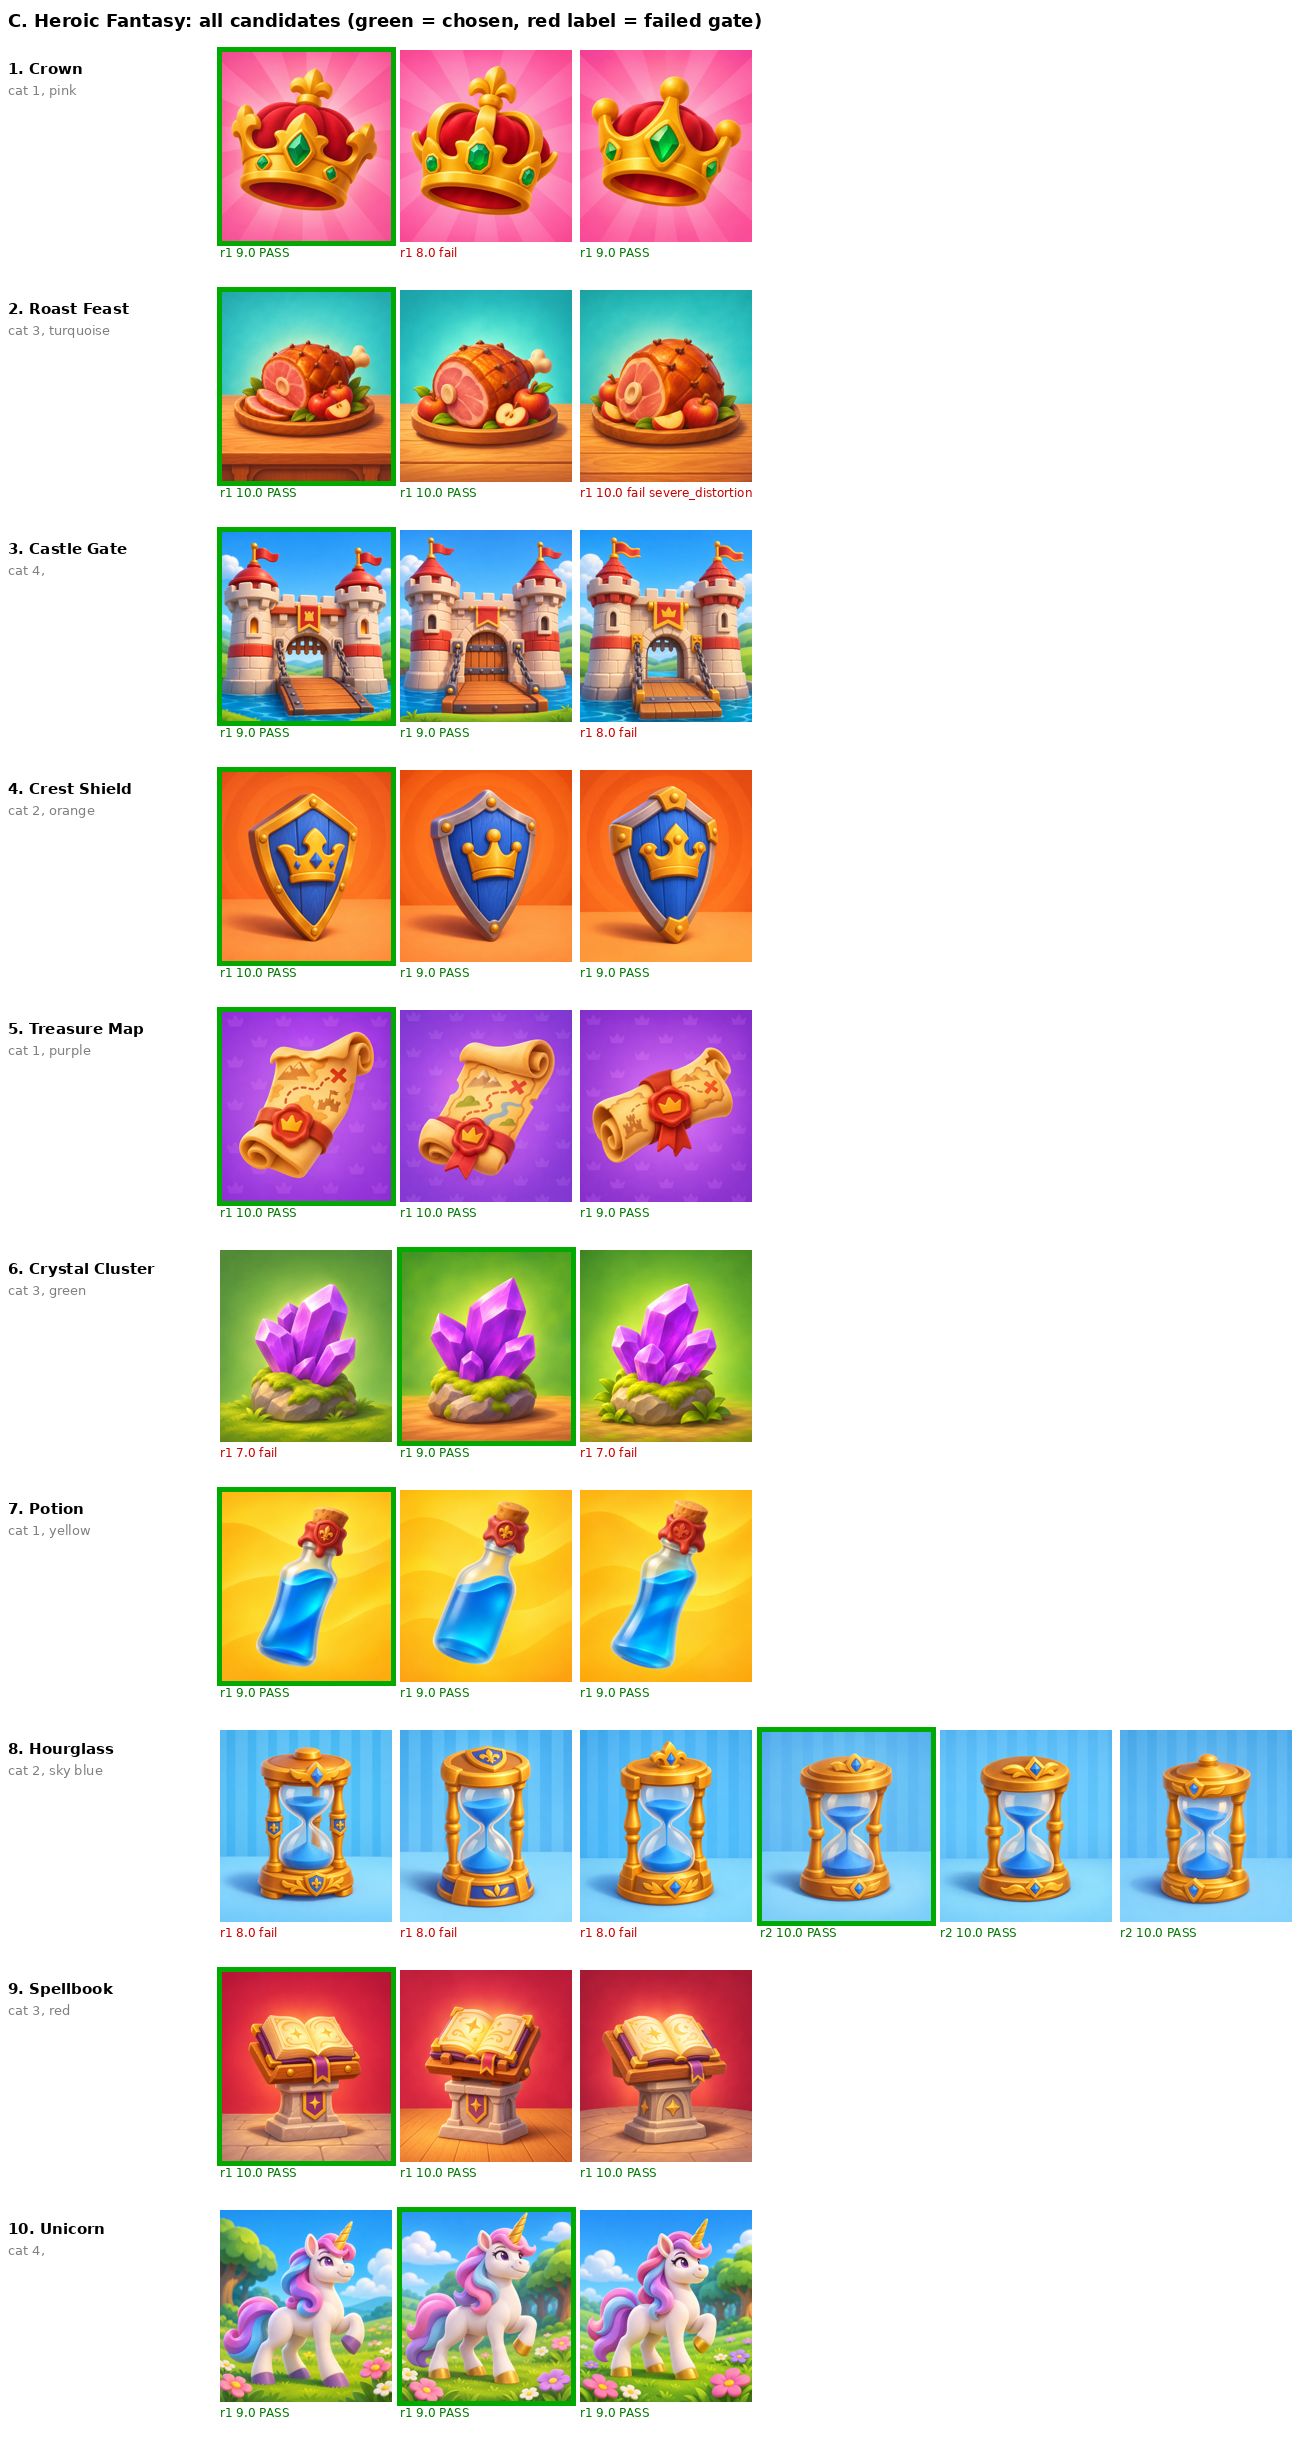 C. Heroic Fantasy: all candidates (green = chosen, red label = failed gate)
1. Crown
cat 1, pink
r1 9.0 PASS
r1 8.0 fail
r1 9.0 PASS
2. Roast Feast
cat 3, turquoise
r1 10.0 PASS
r1 10.0 PASS
r1 10.0 fail severe_distortion
3. Castle Gate
cat 4,
r1 9.0 PASS
r1 9.0 PASS
r1 8.0 fail
4. Crest Shield
cat 2, orange
r1 10.0 PASS
r1 9.0 PASS
r1 9.0 PASS
5. Treasure Map
cat 1, purple
r1 10.0 PASS
r1 10.0 PASS
r1 9.0 PASS
6. Crystal Cluster
cat 3, green
r1 7.0 fail
r1 9.0 PASS
r1 7.0 fail
7. Potion
cat 1, yellow
r1 9.0 PASS
r1 9.0 PASS
r1 9.0 PASS
8. Hourglass
cat 2, sky blue
r1 8.0 fail
r1 8.0 fail
r1 8.0 fail
r2 10.0 PASS
r2 10.0 PASS
r2 10.0 PASS
9. Spellbook
cat 3, red
r1 10.0 PASS
r1 10.0 PASS
r1 10.0 PASS
10. Unicorn
cat 4,
r1 9.0 PASS
r1 9.0 PASS
r1 9.0 PASS